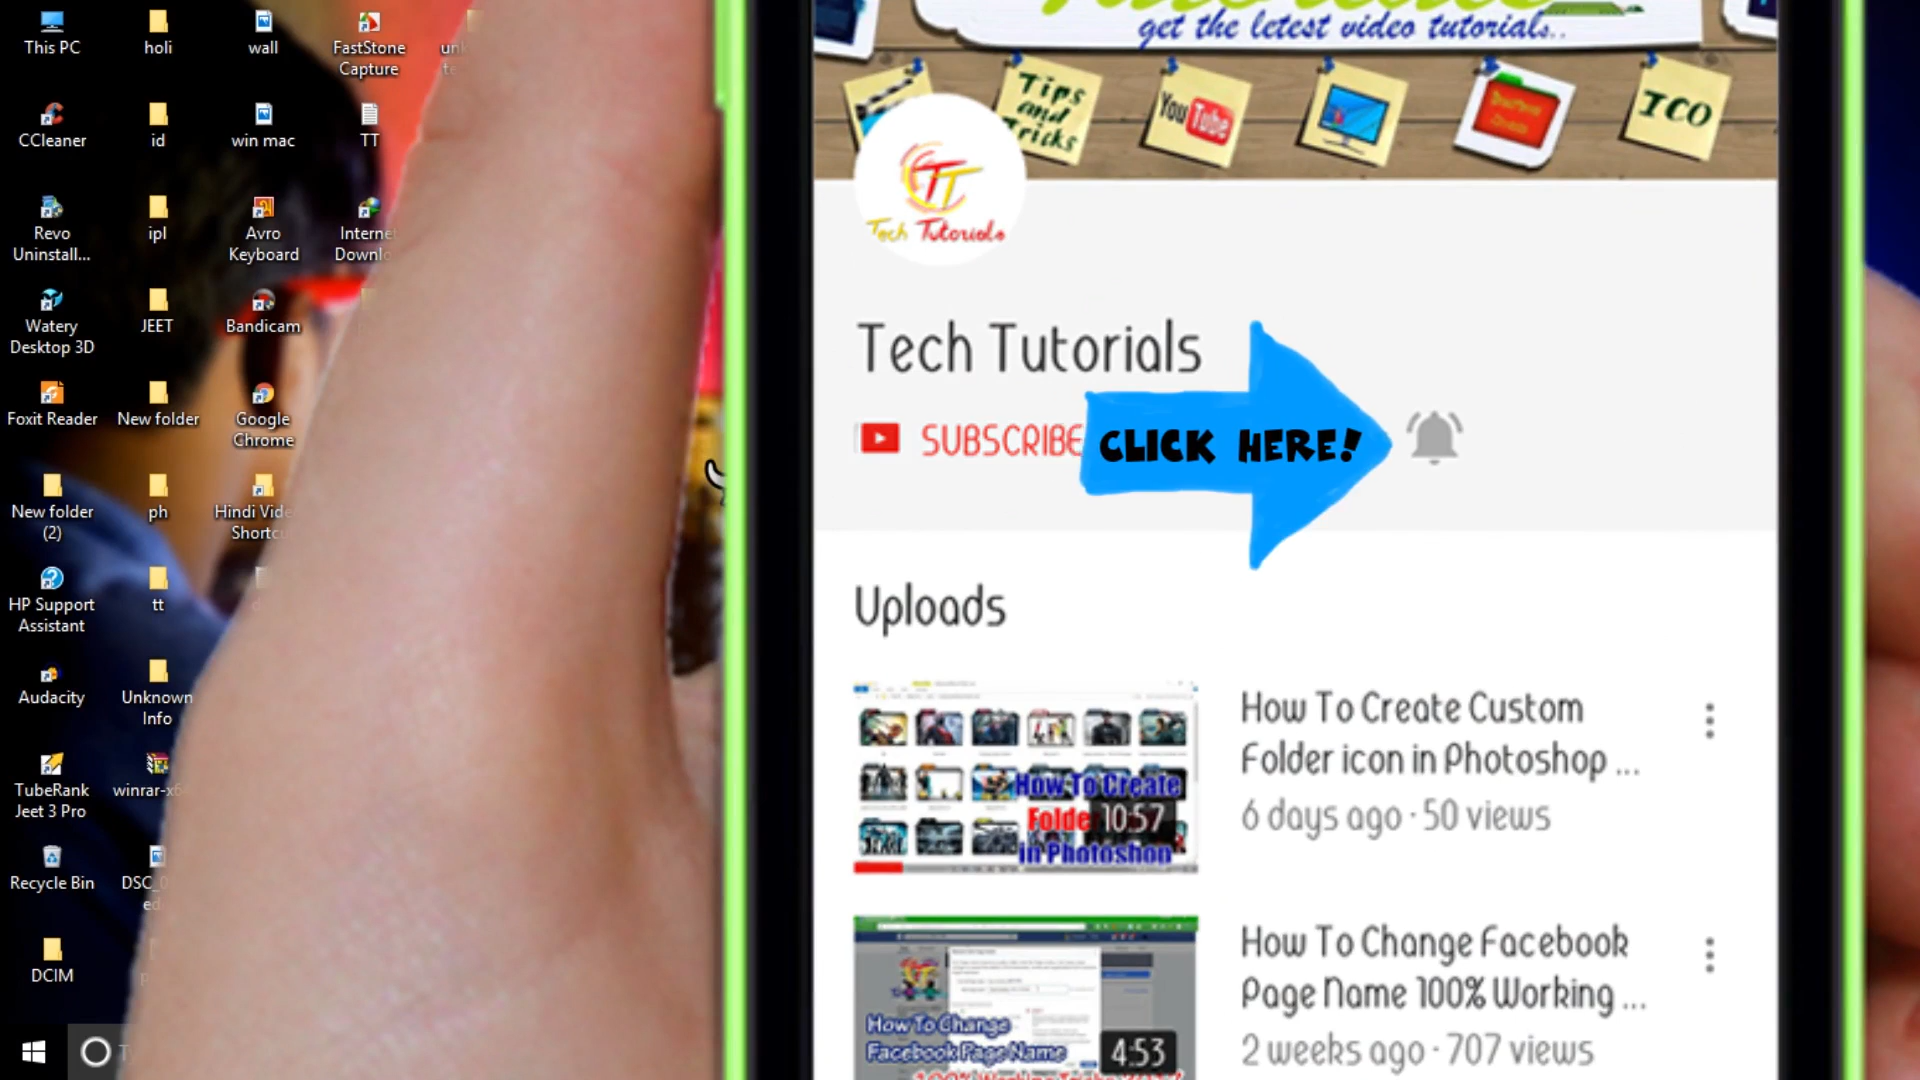 This PC
holi
wall
FastStone
Capture
CCleaner
id
win mac
TT
Revo
Uninstall...
ipl
Avro
Keyboard
Watery
Desktop 3D
JEET
Bandicam
Foxit Reader
New folder
Google
Chrome
New folder
(2)
ph
Hindi
HP Support
Assistant
tt
Audacity
Unknown
Info
TubeRank
Jeet 3 Pro
Recycle Bin
DCIM
get the letest video tutorials..
Tips
and
Tricks
YouTube
ICO
TT
Tech Tutorials
Tech Tutorials
SUBSCRIBE
CLICK HERE!
Uploads
How To Create
Folde
in Photoshop
10:57
How To Create Custom
Folder icon in Photoshop ...
6 days ago · 50 views
How To Change
Facebook Page Name
4:53
How To Change Facebook
Page Name 100% Working ...
2 weeks ago · 707 views